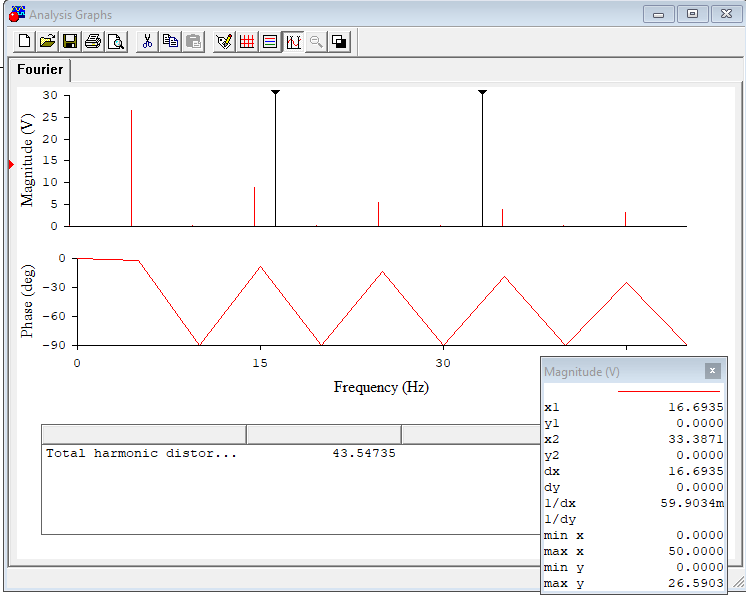 Analysis Graphs
Fourier
30
25
20
15
10
5
0
Magnitude (V)
0
-30
-60
-90
Phase (deg)
0 15 30
Frequency (Hz)
Total harmonic distor... 43.54735
Magnitude (V)
x1 16.6935
y1 0.0000
x2 33.3871
y2 0.0000
dx 16.6935
dy 0.0000
1/dx 59.9034m
1/dy
min x 0.0000
max x 50.0000
min y 0.0000
max y 26.5903